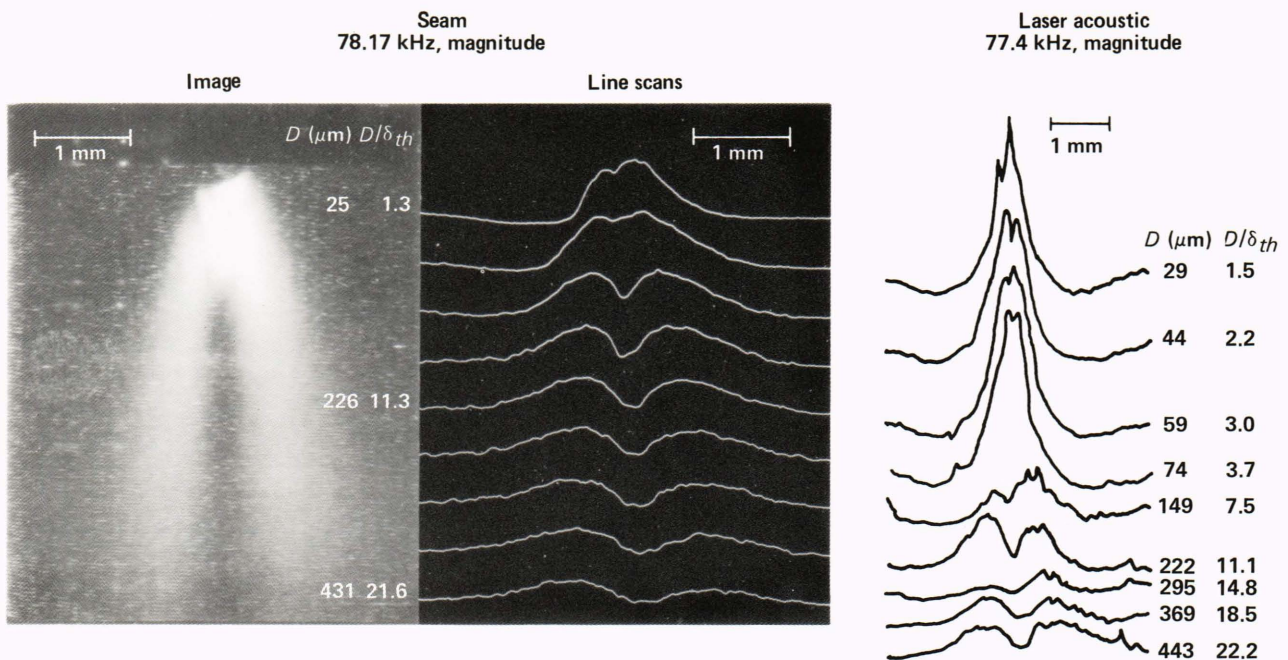 Seam
78.17 kHz, magnitude
Image
Line scans
1 mm
D (μm) D/δth
25 1.3
226 11.3
431 21.6
1 mm
Laser acoustic
77.4 kHz, magnitude
1 mm
D (μm) D/δth
29 1.5
44 2.2
59 3.0
74 3.7
149 7.5
222 11.1
295 14.8
369 18.5
443 22.2